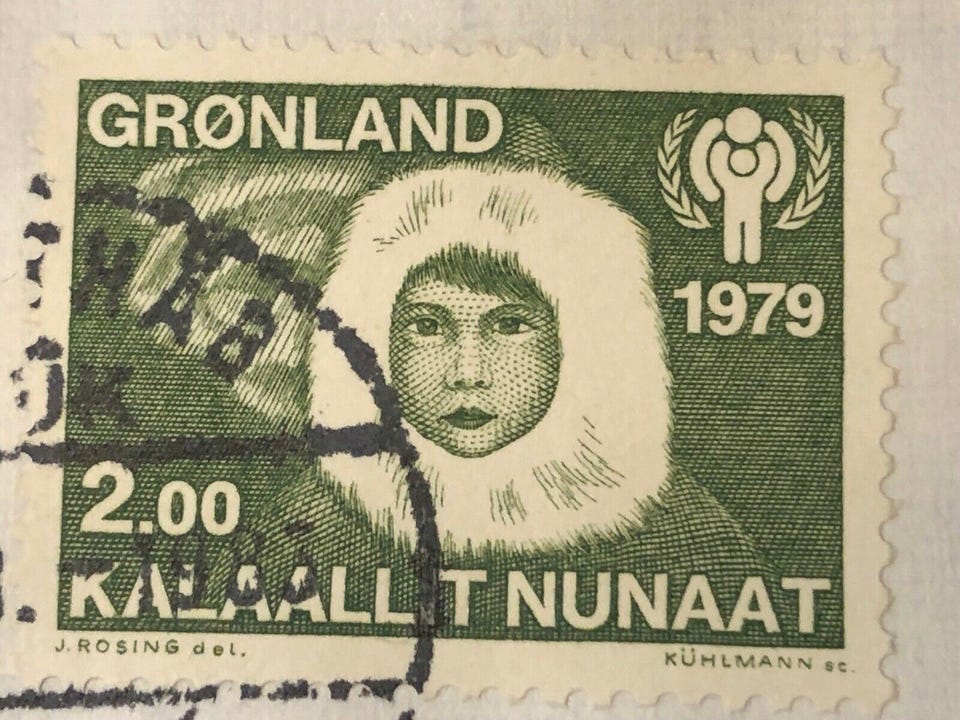 GRØNLAND
1979
2.00
KALAALLIT NUNAAT
J. ROSING del.
KÜHLMANN sc.